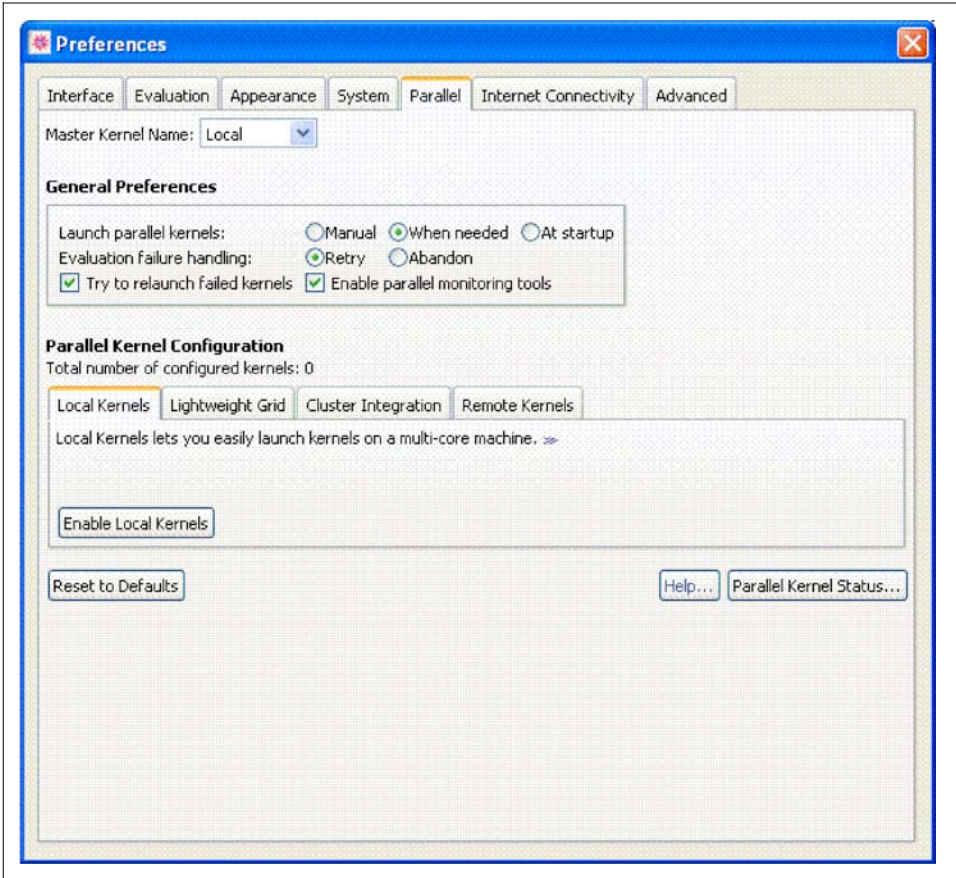 Preferences
Interface Evaluation Appearance System Parallel Internet Connectivity Advanced
Master Kernel Name: Local
General Preferences
Launch parallel kernels: Manual When needed At startup
Evaluation failure handling: Retry Abandon
Try to relaunch failed kernels Enable parallel monitoring tools
Parallel Kernel Configuration
Total number of configured kernels: 0
Local Kernels Lightweight Grid Cluster Integration Remote Kernels
Local Kernels lets you easily launch kernels on a multi-core machine. »
Enable Local Kernels
Reset to Defaults Help... Parallel Kernel Status...